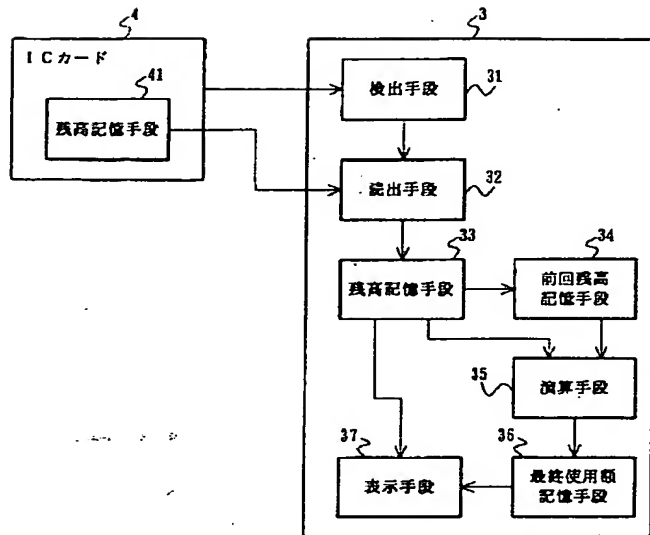 4
3
ICカード
41
残高記憶手段
検出手段
31
読出手段
32
33
残高記憶手段
34
前回残高
記憶手段
35
演算手段
37
表示手段
36
最終使用額
記憶手段